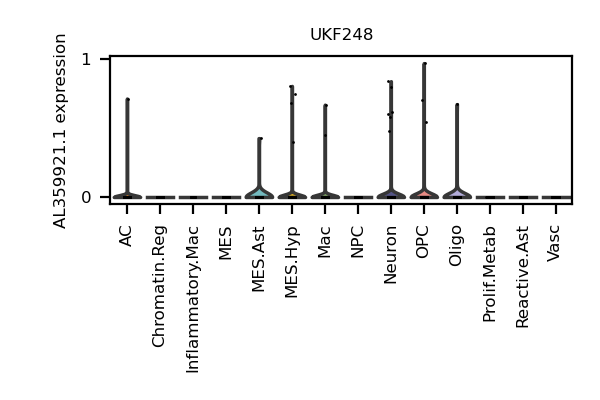 UKF248
AL359921.1 expression
1
0
AC
Chromatin.Reg
Inflammatory.Mac
MES
MES.Ast
MES.Hyp
Mac
NPC
Neuron
OPC
Oligo
Prolif.Metab
Reactive.Ast
Vasc